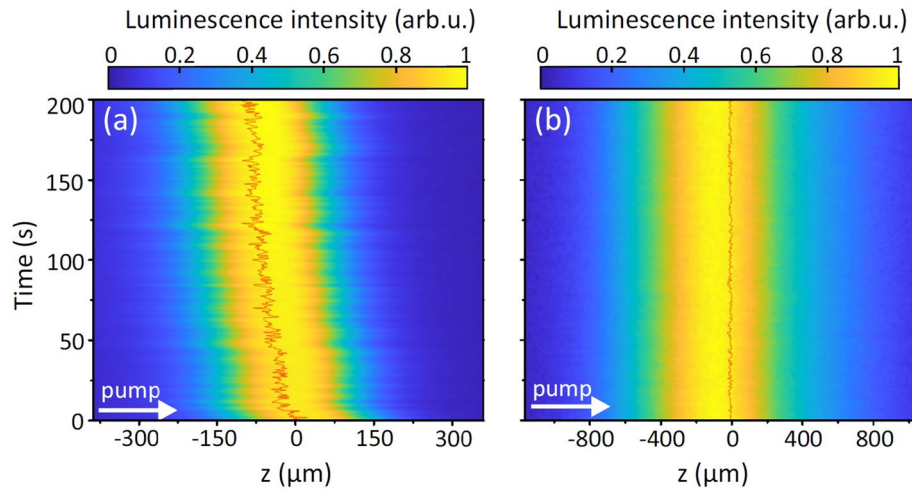 Luminescence intensity (arb.u.)
0 0.2 0.4 0.6 0.8 1
Luminescence intensity (arb.u.)
0 0.2 0.4 0.6 0.8 1
200
150
100
50
0
Time (s)
(a)
pump
-300 -150 0 150 300
z (μm)
(b)
pump
-800 -400 0 400 800
z (μm)